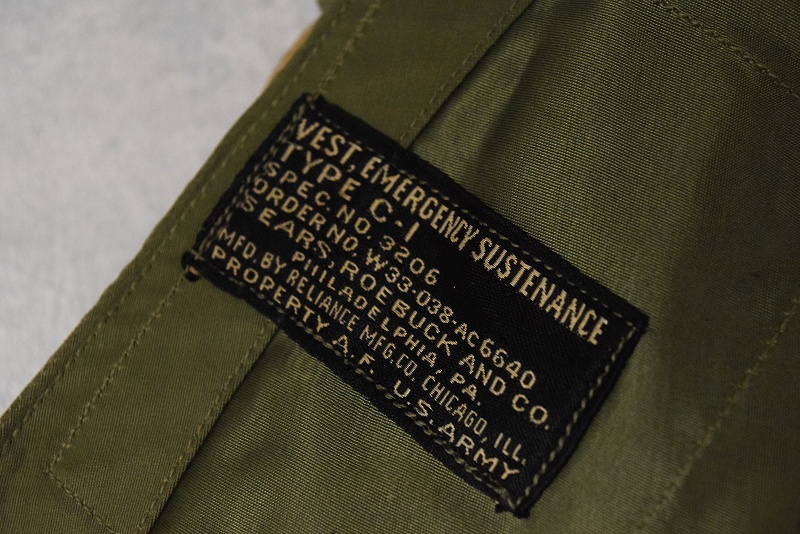 VEST, EMERGENCY SUSTENANCE
TYPE C-1
SPEC. NO. 3206
ORDER NO. W33-038-AC6640
SEARS, ROEBUCK AND CO.
PHILADELPHIA, PA.
MFD. BY RELIANCE MFG. CO. CHICAGO, ILL.
PROPERTY A.F. U.S. ARMY